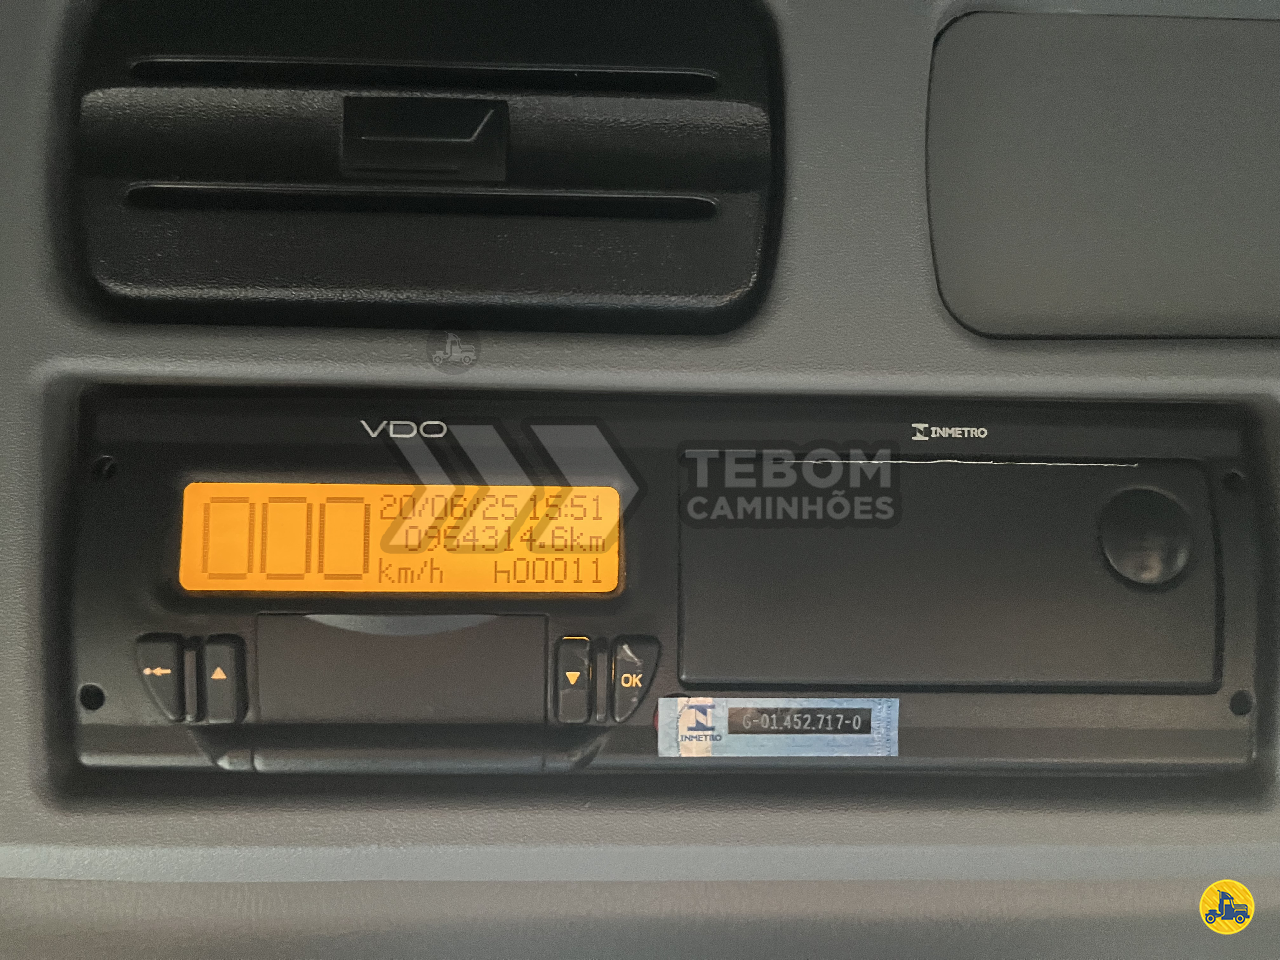 VDO
INMETRO
TEBOM
CAMINHÕES
000
20/06/25 15:51
0954314.6km
km/h h00011
OK
INMETRO
G-01.452.717-0